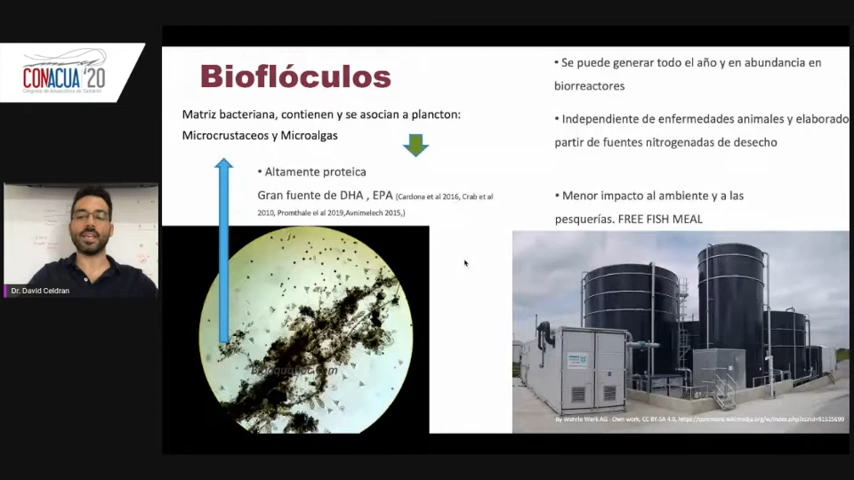 CONACUA '20
Bioflóculos
Matriz bacteriana, contienen y se asocian a plancton:
Microcrustaceos y Microalgas
• Altamente proteica
Gran fuente de DHA , EPA (Cardona et al 2016, Crab et al
2010, Promthale el al 2019,Avnimelech 2015,)
• Se puede generar todo el año y en abundancia en
biorreactores
• Independiente de enfermedades animales y elaborado
partir de fuentes nitrogenadas de desecho
• Menor impacto al ambiente y a las
pesquerías. FREE FISH MEAL
Dr. David Celdran